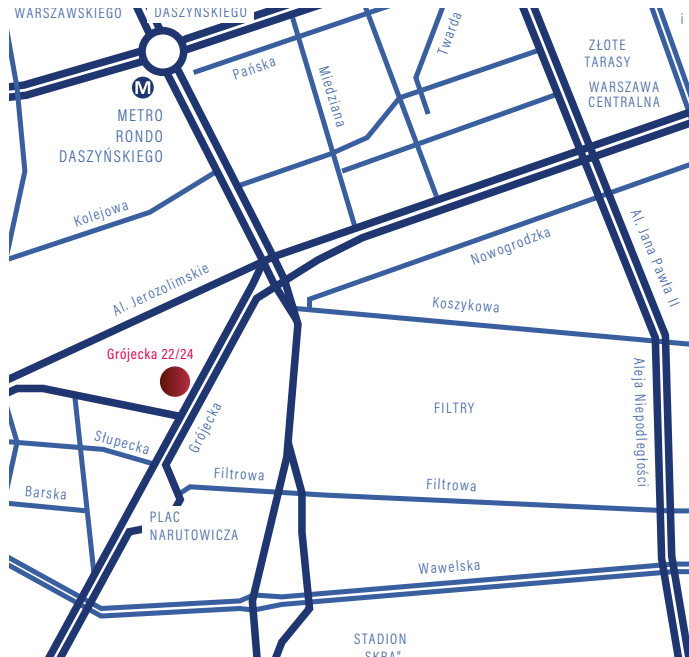 WARSZAWSKIEGO
DASZYŃSKIEGO
i
Twarda
ZŁOTE
TARASY
Pańska
Miedziana
M
WARSZAWA
CENTRALNA
METRO
RONDO
DASZYŃSKIEGO
Kolejowa
Al. Jana Pawła II
Nowogrodzka
Al. Jerozolimskie
Koszykowa
Grójecka 22/24
Aleja Niepodległości
Grójecka
FILTRY
Słupecka
Filtrowa
Filtrowa
Barska
PLAC
NARUTOWICZA
Wawelska
STADION
SKRA”